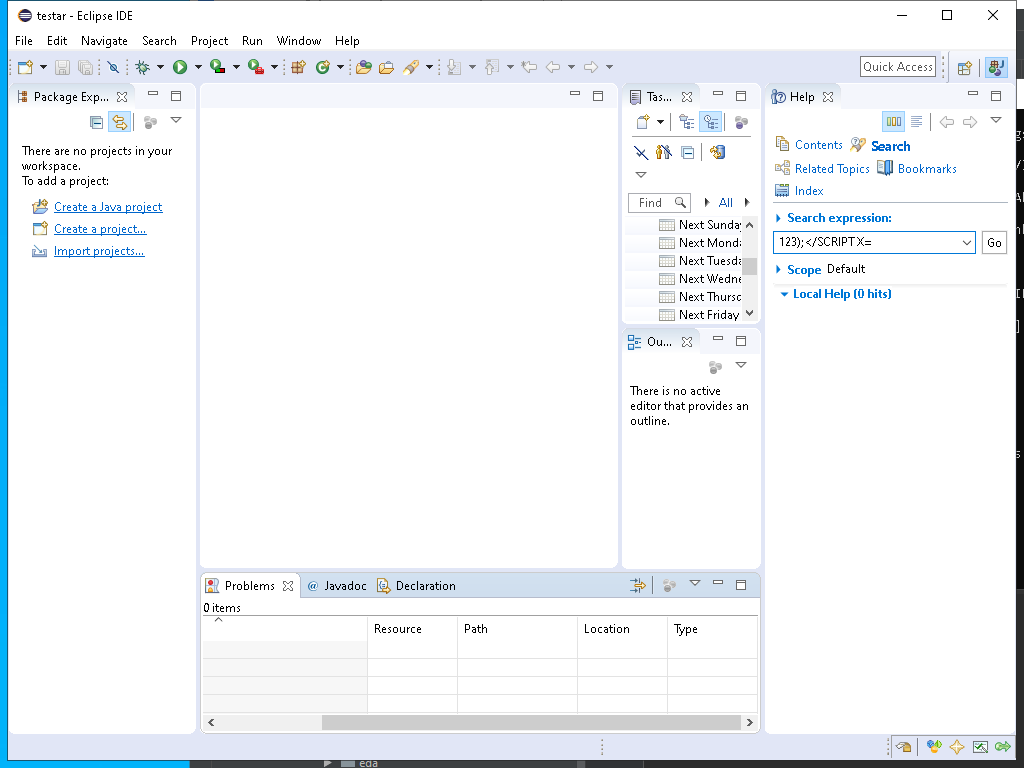 testar - Eclipse IDE
File Edit Navigate Search Project Run Window Help
Quick Access
Package Exp...
There are no projects in your
workspace.
To add a project:
Create a Java project
Create a project...
Import projects...
Tas...
Find
All
Next Sunday
Next Monda
Next Tuesda
Next Wedne
Next Thursd
Next Friday
Ou...
There is no active
editor that provides an
outline.
Help
Contents Search
Related Topics Bookmarks
Index
Search expression:
123);</SCRIPT X=
Go
Scope Default
Local Help (0 hits)
Problems @ Javadoc Declaration
0 items
Resource Path Location Type
eda